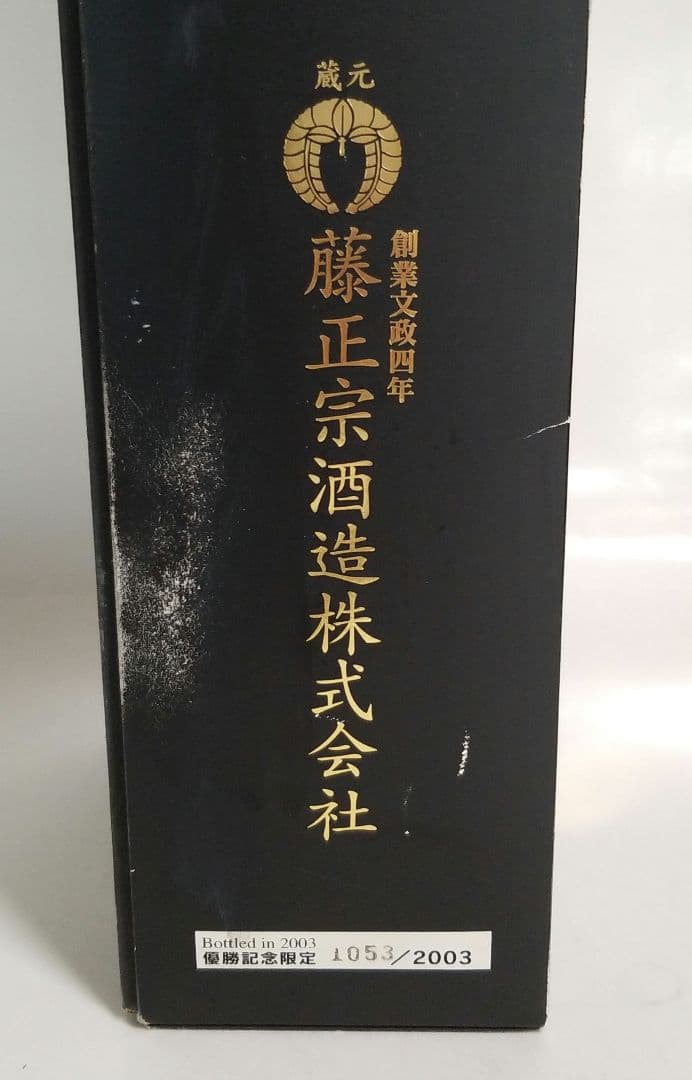 蔵元
創業文政四年
藤正宗酒造株式会社
Bottled in 2003
優勝記念限定 1053/2003